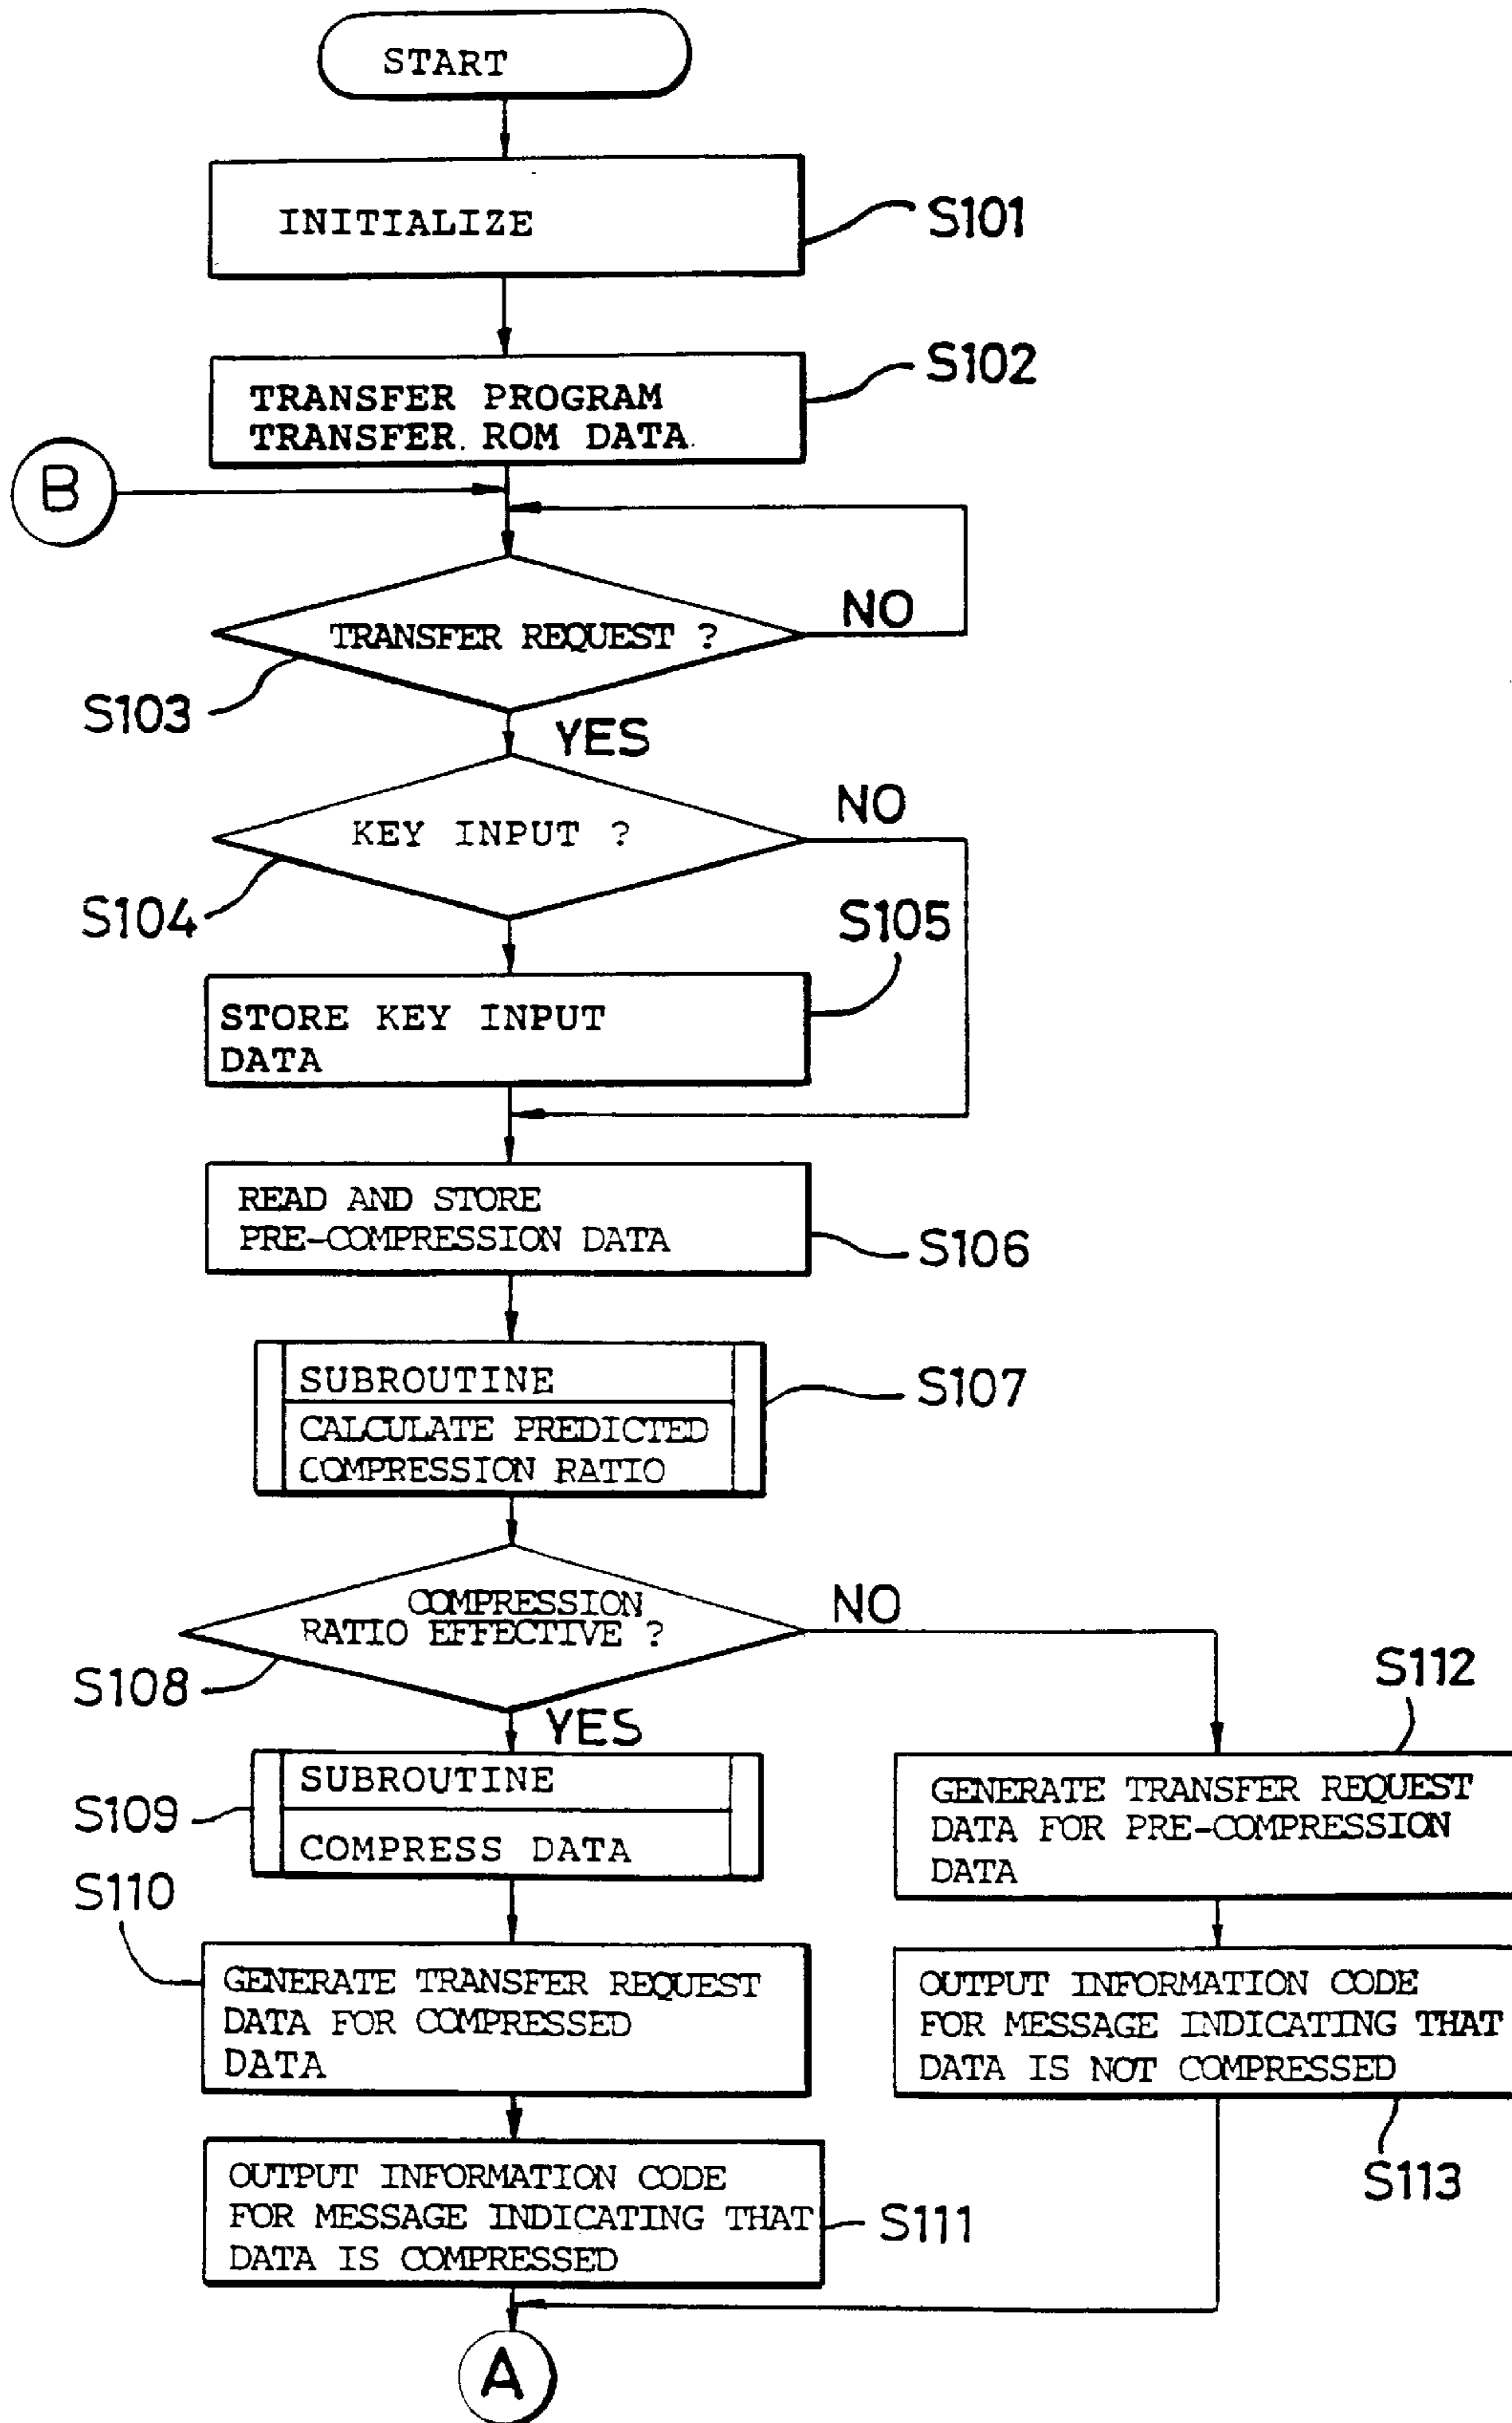 START
INITIALIZE
S101
TRANSFER PROGRAM
TRANSFER. ROM DATA.
S102
B
TRANSFER REQUEST ?
NO
S103
YES
KEY INPUT ?
NO
S104
S105
STORE KEY INPUT
DATA
READ AND STORE
PRE-COMPRESSION DATA
S106
SUBROUTINE
CALCULATE PREDICTED
COMPRESSION RATIO
S107
COMPRESSION
RATIO EFFECTIVE ?
NO
S108
YES
S112
SUBROUTINE
COMPRESS DATA
S109
GENERATE TRANSFER REQUEST
DATA FOR PRE-COMPRESSION
DATA
S110
GENERATE TRANSFER REQUEST
DATA FOR COMPRESSED
DATA
OUTPUT INFORMATION CODE
FOR MESSAGE INDICATING THAT
DATA IS NOT COMPRESSED
S113
OUTPUT INFORMATION CODE
FOR MESSAGE INDICATING THAT
DATA IS COMPRESSED
S111
A